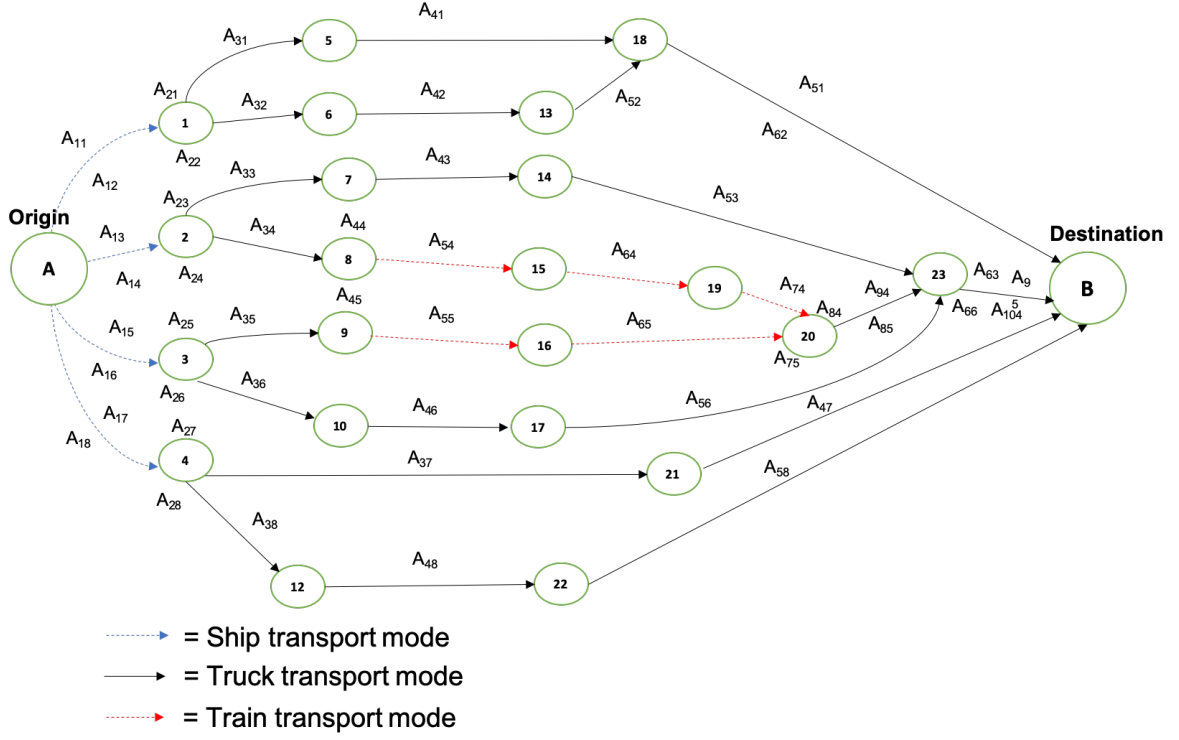 A41
A31
5
18
A51
A21
A32
A42
A52
1
6
13
A11
A62
A22
A33
A43
A12
7
14
A23
A53
Origin
A13
A34
A44
A54
A64
2
Destination
A
8
15
23
A63
A9
B
A14
A24
19
A74
A94
A45
A84
A66
A104
5
A15
A25
A35
A55
A65
A85
3
9
16
20
A75
A16
A26
A36
A46
A56
A47
A17
10
17
A18
A27
4
A37
21
A58
A28
A38
A48
12
22
= Ship transport mode
= Truck transport mode
= Train transport mode